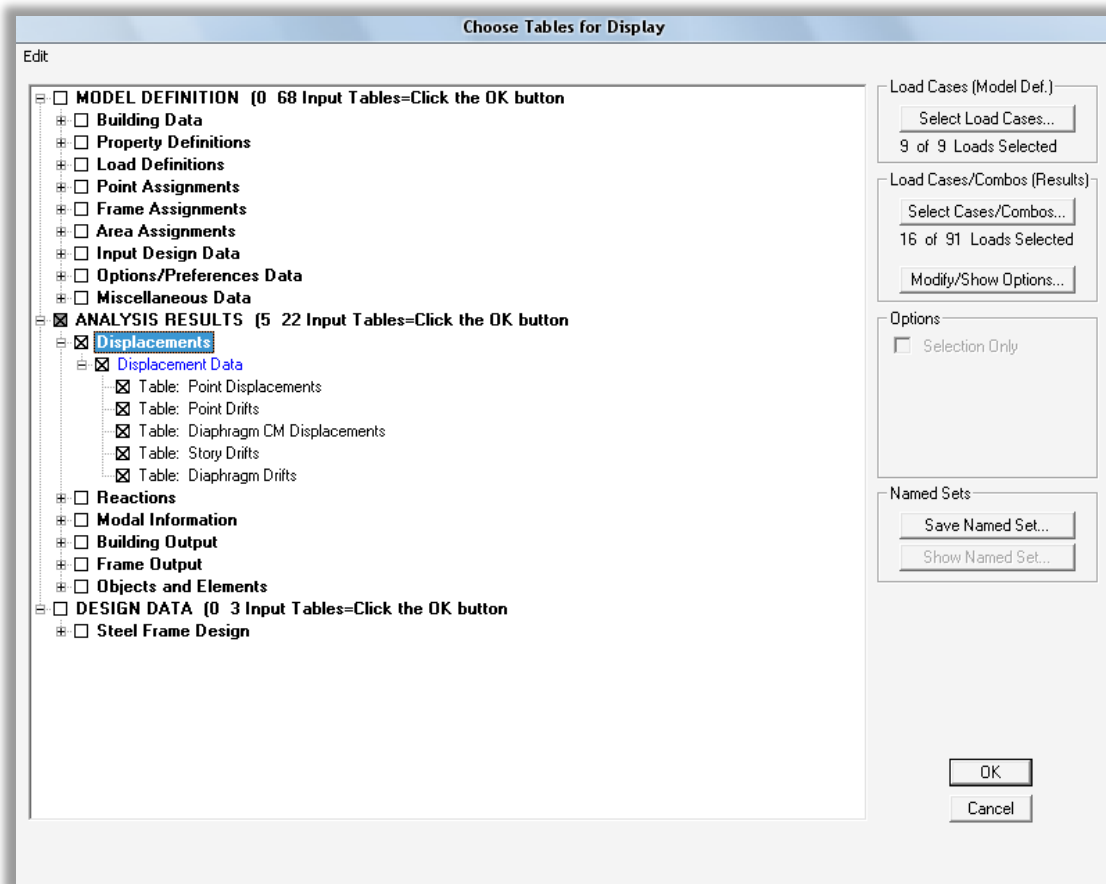 Choose Tables for Display
Edit
MODEL DEFINITION (0 68 Input Tables=Click the OK button
Building Data
Property Definitions
Load Definitions
Point Assignments
Frame Assignments
Area Assignments
Input Design Data
Options/Preferences Data
Miscellaneous Data
ANALYSIS RESULTS (5 22 Input Tables=Click the OK button
Displacements
Displacement Data
Table: Point Displacements
Table: Point Drifts
Table: Diaphragm CM Displacements
Table: Story Drifts
Table: Diaphragm Drifts
Reactions
Modal Information
Building Output
Frame Output
Objects and Elements
DESIGN DATA (0 3 Input Tables=Click the OK button
Steel Frame Design
Load Cases (Model Def.)
Select Load Cases...
9 of 9 Loads Selected
Load Cases/Combos (Results)
Select Cases/Combos...
16 of 91 Loads Selected
Modify/Show Options...
Options
Selection Only
Named Sets
Save Named Set...
Show Named Set...
OK
Cancel